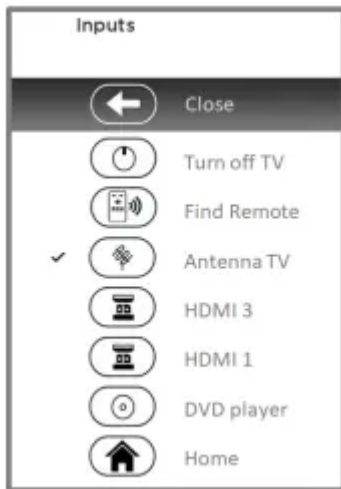 Inputs
Close
Turn off TV
Find Remote
Antenna TV
HDMI 3
HDMI 1
DVD player
Home